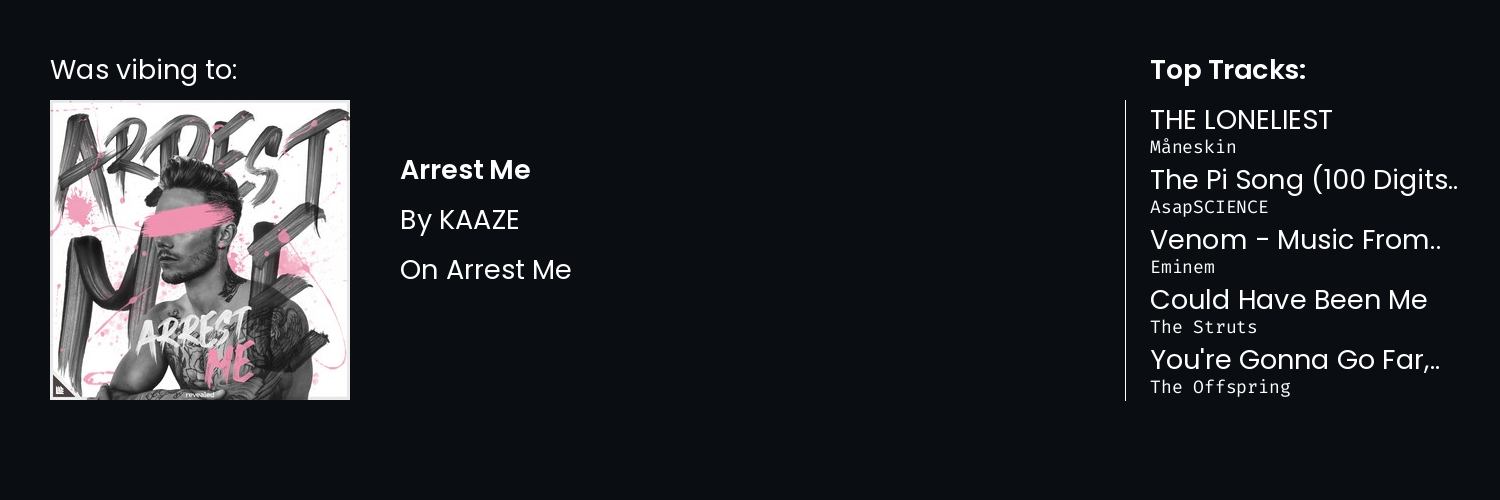 Was vibing to:
ARREST
ME
ARREST
ME
revealed
Arrest Me
By KAAZE
On Arrest Me
Top Tracks:
THE LONELIEST
Måneskin
The Pi Song (100 Digits..
AsapSCIENCE
Venom - Music From..
Eminem
Could Have Been Me
The Struts
You're Gonna Go Far,..
The Offspring